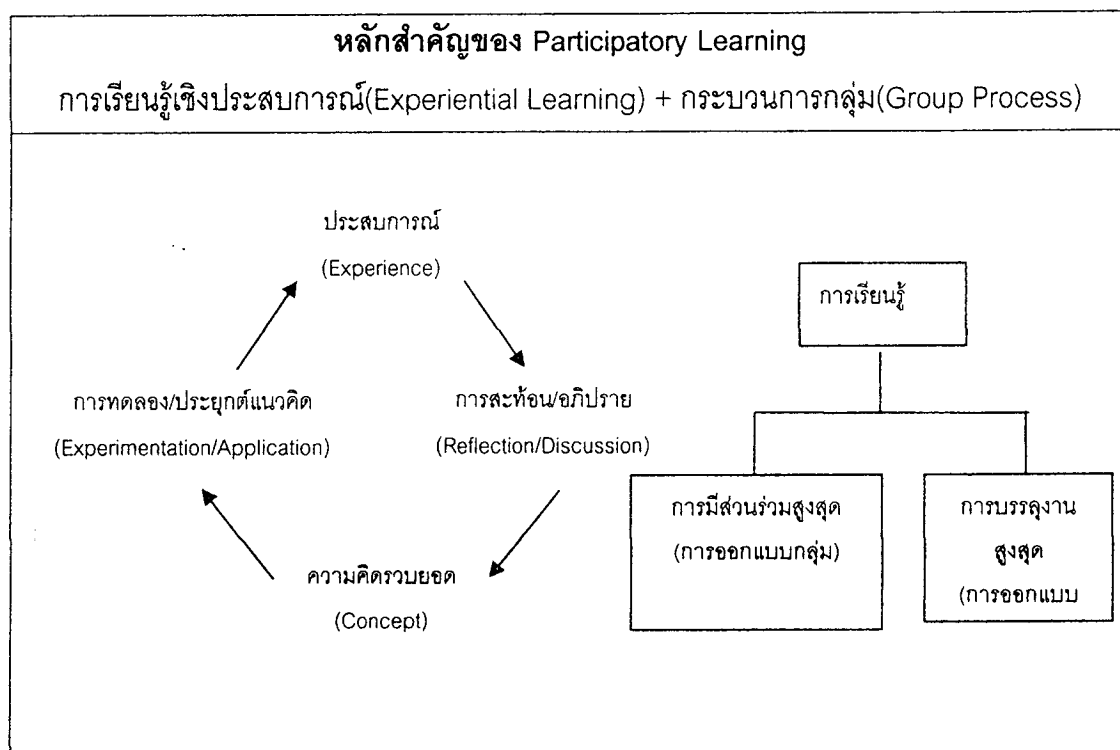 หลักสำคัญของ Participatory Learning
การเรียนรู้เชิงประสบการณ์(Experiential Learning) + กระบวนการกลุ่ม(Group Process)
ประสบการณ์
(Experience)
การทดลอง/ประยุกต์แนวคิด
(Experimentation/Application)
การสะท้อน/อภิปราย
(Reflection/Discussion)
ความคิดรวบยอด
(Concept)
การเรียนรู้
การมีส่วนร่วมสูงสุด
(การออกแบบกลุ่ม)
การบรรลุงาน
สูงสุด
(การออกแบบ